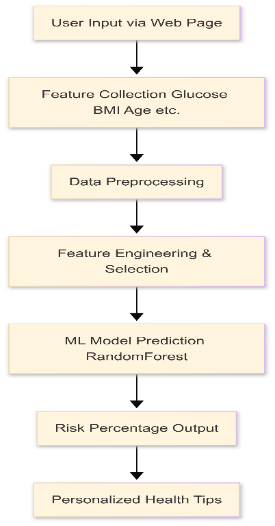 User Input via Web Page
Feature Collection Glucose
BMI Age etc.
Data Preprocessing
Feature Engineering &
Selection
ML Model Prediction
RandomForest
Risk Percentage Output
Personalized Health Tips